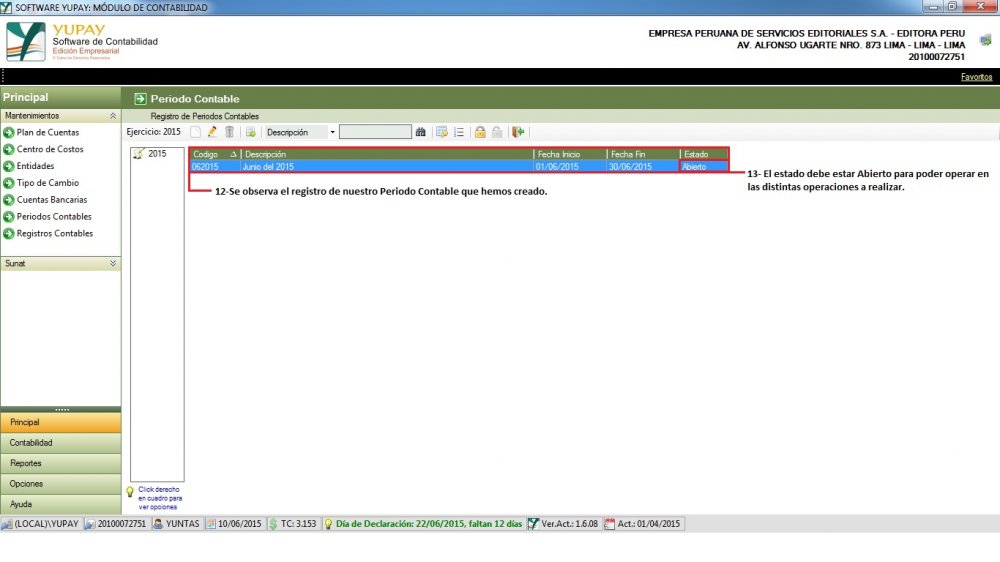 SOFTWARE YUPAY: MÓDULO DE CONTABILIDAD
YUPAY
Software de Contabilidad
Edición Empresarial
© Todos los Derechos Reservados
EMPRESA PERUANA DE SERVICIOS EDITORIALES S.A. - EDITORA PERU
AV. ALFONSO UGARTE NRO. 873 LIMA - LIMA - LIMA
20100072751
Favoritos
Principal
Periodo Contable
Mantenimientos
Registro de Periodos Contables
Plan de Cuentas
Centro de Costos
Entidades
Tipo de Cambio
Cuentas Bancarias
Periodos Contables
Registros Contables
Sunat
Ejercicio: 2015
Descripción
2015
Codigo Descripción Fecha Inicio Fecha Fin Estado
062015 Junio del 2015 01/06/2015 30/06/2015 Abierto
12-Se observa el registro de nuestro Periodo Contable que hemos creado.
13- El estado debe estar Abierto para poder operar en
las distintas operaciones a realizar.
Principal
Contabilidad
Reportes
Opciones
Ayuda
Click derecho
en cuadro para
ver opciones
(LOCAL)\YUPAY 20100072751 YUNTAS 10/06/2015 TC: 3.153 Día de Declaración: 22/06/2015, faltan 12 días Ver.Act.: 1.6.08 Act.: 01/04/2015